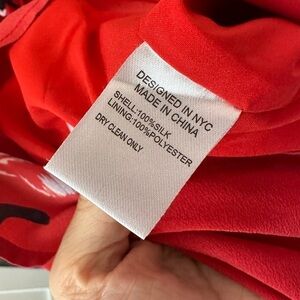 DESIGNED IN NYC
MADE IN CHINA
SHELL:100%SILK
LINING:100%POLYESTER
DRY CLEAN ONLY